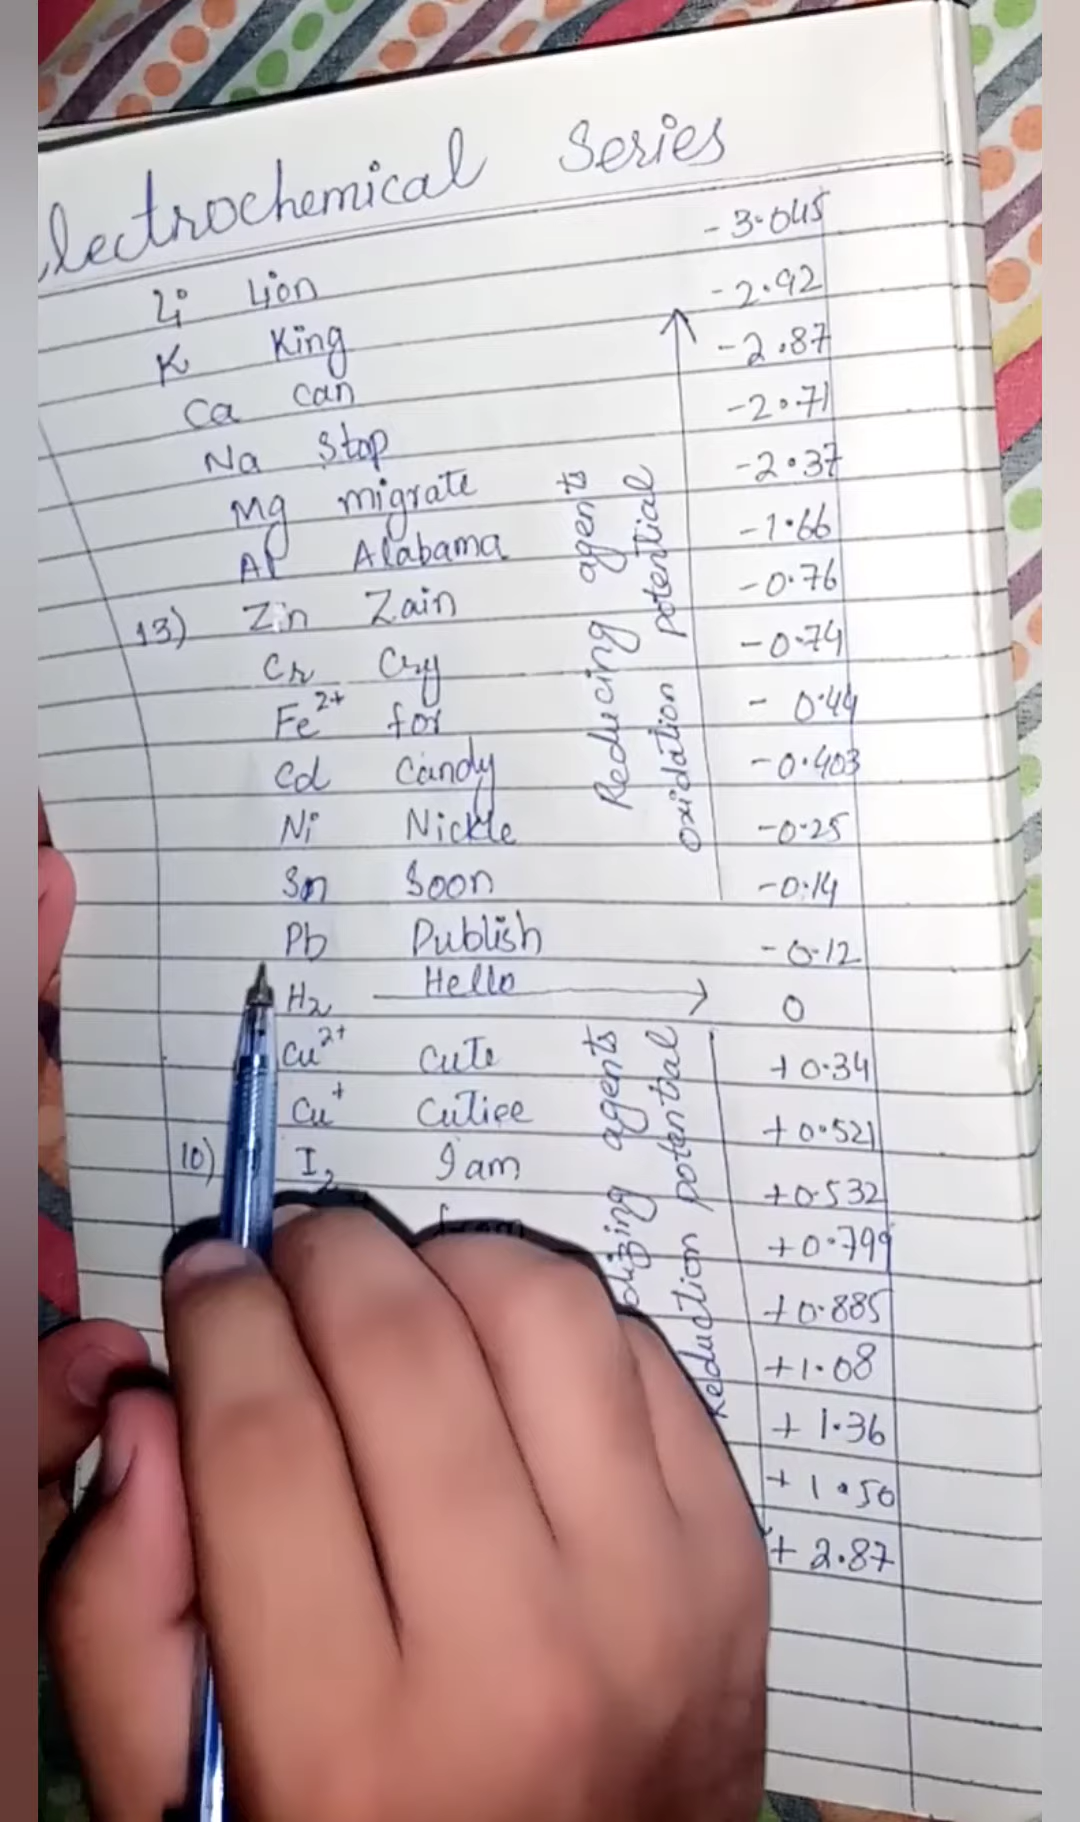 lectrochemical Series
Li Lion -3.045
K King -2.92
Ca can -2.87
Na Stop -2.71
Mg migrate -2.37
Al Alabama -1.66
13) Zin Zain -0.76
Cr Cry -0.74
Fe2+ for - 0.44
Cd Candy -0.403
Ni Nickle -0.25
Sn Soon -0.14
Pb Publish -0.12
H2 Hello 0
Cu2+ Cute +0.34
Cu+ Cutiee +0.521
10) I2 I am +0.532
+0.799
+0.885
+1.08
+ 1.36
+ 1.50
+ 2.87
Reducing agents
oxidation potential
dizing agents
Reduction potential